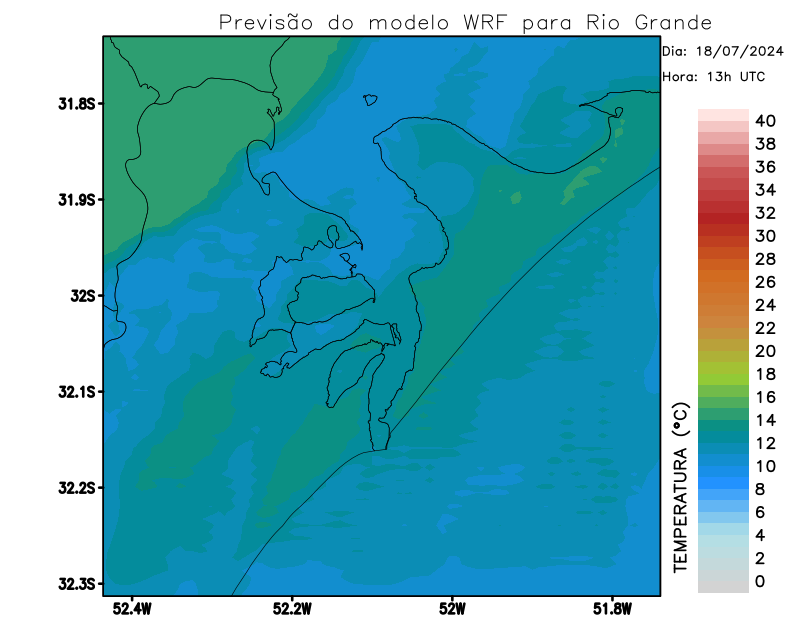 Previsão do modelo WRF para Rio Grande
Dia: 18/07/2024
Hora: 13h UTC
31.8S
31.9S
32S
32.1S
32.2S
32.3S
52.4W
52.2W
52W
51.8W
TEMPERATURA (°C)
40
38
36
34
32
30
28
26
24
22
20
18
16
14
12
10
8
6
4
2
0